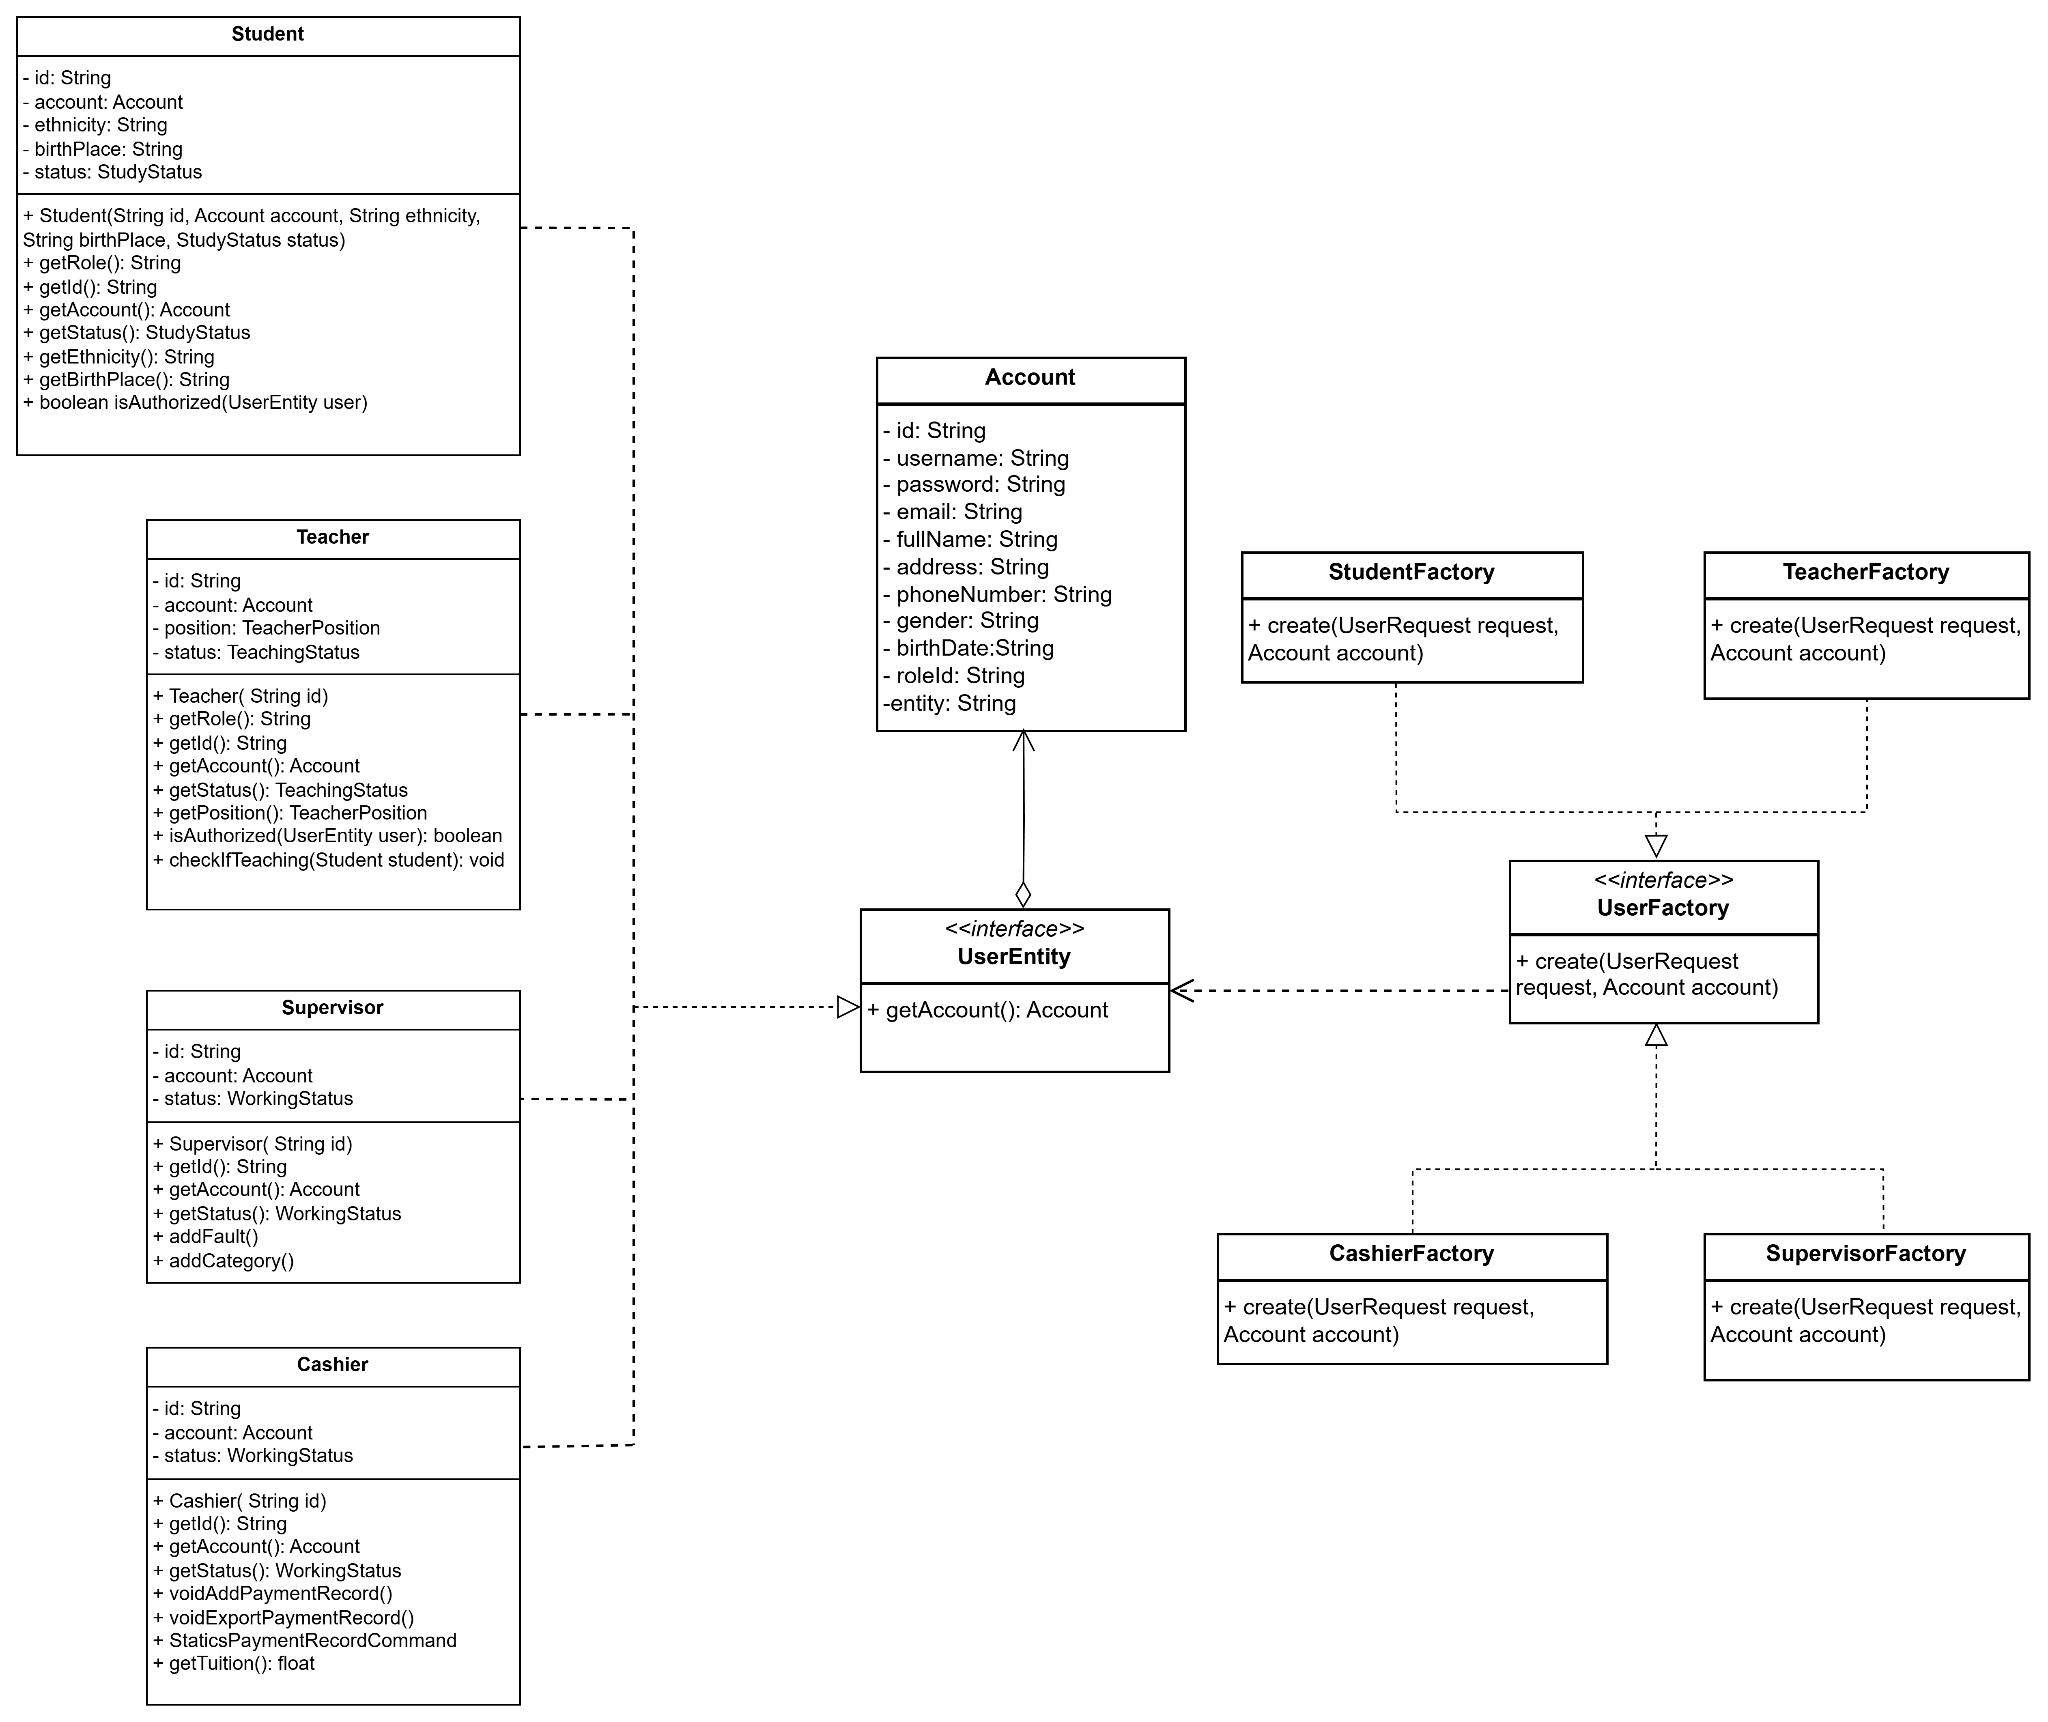 Student
- id: String
- account: Account
- ethnicity: String
- birthPlace: String
- status: StudyStatus
+ Student(String id, Account account, String ethnicity,
String birthPlace, StudyStatus status)
+ getRole(): String
+ getId(): String
+ getAccount(): Account
+ getStatus(): StudyStatus
+ getEthnicity(): String
+ getBirthPlace(): String
+ boolean isAuthorized(UserEntity user)
Teacher
- id: String
- account: Account
- position: TeacherPosition
- status: TeachingStatus
+ Teacher( String id)
+ getRole(): String
+ getId(): String
+ getAccount(): Account
+ getStatus(): TeachingStatus
+ getPosition(): TeacherPosition
+ isAuthorized(UserEntity user): boolean
+ checkIfTeaching(Student student): void
Supervisor
- id: String
- account: Account
- status: WorkingStatus
+ Supervisor( String id)
+ getId(): String
+ getAccount(): Account
+ getStatus(): WorkingStatus
+ addFault()
+ addCategory()
Cashier
- id: String
- account: Account
- status: WorkingStatus
+ Cashier( String id)
+ getId(): String
+ getAccount(): Account
+ getStatus(): WorkingStatus
+ voidAddPaymentRecord()
+ voidExportPaymentRecord()
+ StaticsPaymentRecordCommand
+ getTuition(): float
Account
- id: String
- username: String
- password: String
- email: String
- fullName: String
- address: String
- phoneNumber: String
- gender: String
- birthDate:String
- roleId: String
-entity: String
<<interface>>
UserEntity
+ getAccount(): Account
StudentFactory
+ create(UserRequest request,
Account account)
TeacherFactory
+ create(UserRequest request,
Account account)
<<interface>>
UserFactory
+ create(UserRequest
request, Account account)
CashierFactory
+ create(UserRequest request,
Account account)
SupervisorFactory
+ create(UserRequest request,
Account account)